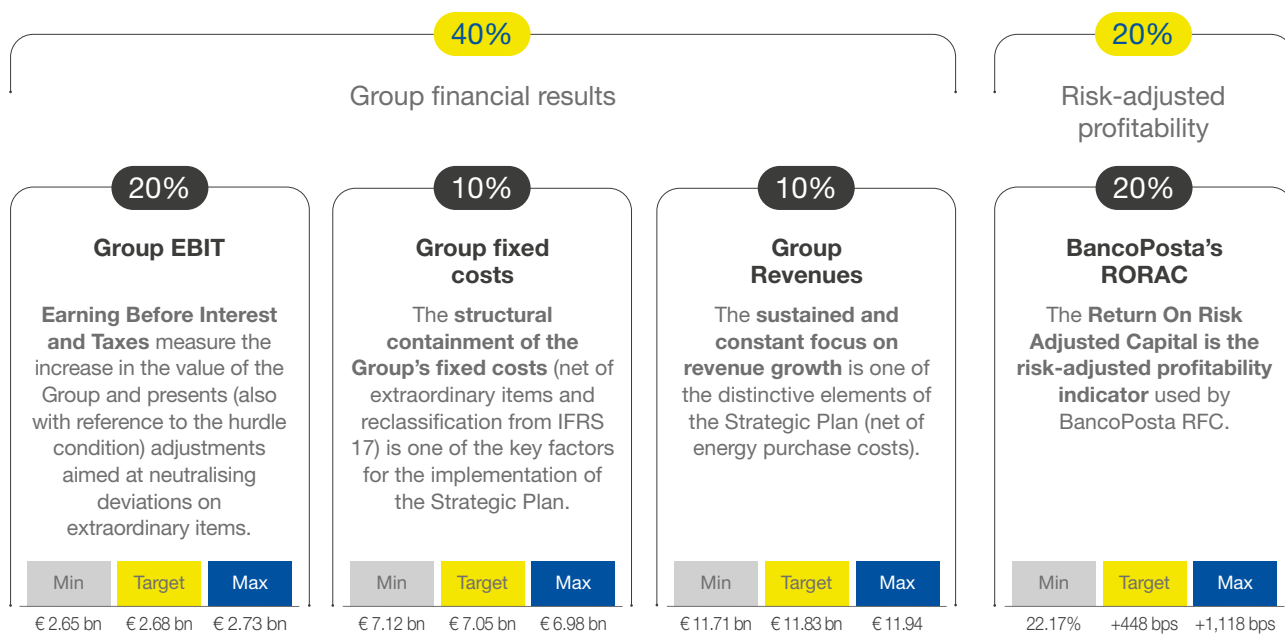 40%
Group financial results
20%
Risk-adjusted
profitability
20%
Group EBIT
Earning Before Interest
and Taxes measure the
increase in the value of the
Group and presents (also
with reference to the hurdle
condition) adjustments
aimed at neutralising
deviations on
extraordinary items.
Min Target Max
€ 2.65 bn € 2.68 bn € 2.73 bn
10%
Group fixed
costs
The structural
containment of the
Group's fixed costs (net of
extraordinary items and
reclassification from IFRS
17) is one of the key factors
for the implementation of
the Strategic Plan.
Min Target Max
€ 7.12 bn € 7.05 bn € 6.98 bn
10%
Group
Revenues
The sustained and
constant focus on
revenue growth is one of
the distinctive elements of
the Strategic Plan (net of
energy purchase costs).
Min Target Max
€ 11.71 bn € 11.83 bn € 11.94
20%
BancoPosta's
RORAC
The Return On Risk
Adjusted Capital is the
risk-adjusted profitability
indicator used by
BancoPosta RFC.
Min Target Max
22.17% +448 bps +1,118 bps